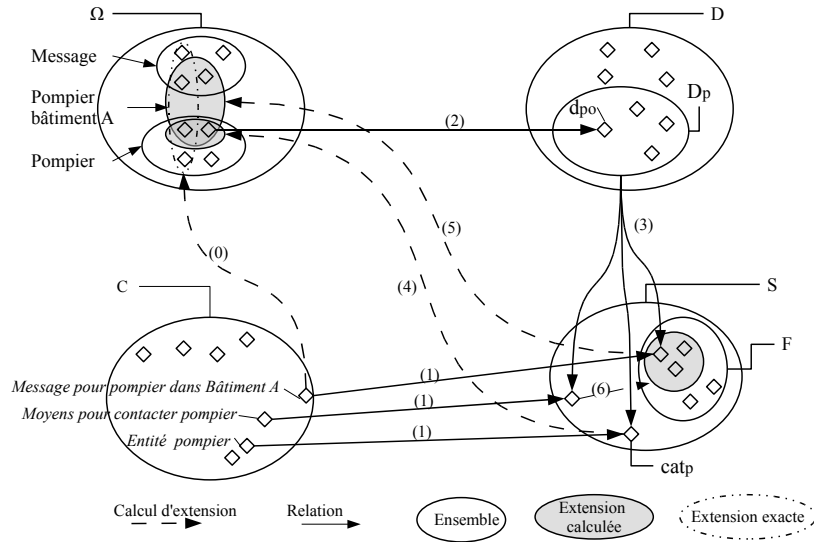 Ω
D
Message
Pompier
bâtiment A
Pompier
Dp
dpo
(2)
(3)
(5)
(0)
(4)
C
S
F
Message pour pompier dans Bâtiment A
(1)
Moyens pour contacter pompier
(1)
(6)
Entité pompier
(1)
catp
Calcul d'extension
Relation
Ensemble
Extension
calculée
Extension exacte